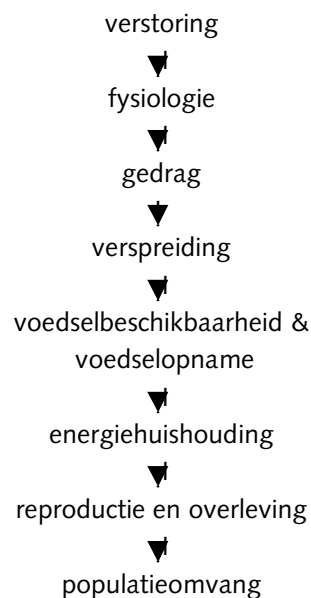 verstoring
fysiologie
gedrag
verspreiding
voedselbeschikbaarheid &
voedselopname
energiehuishouding
reproductie en overleving
populatieomvang